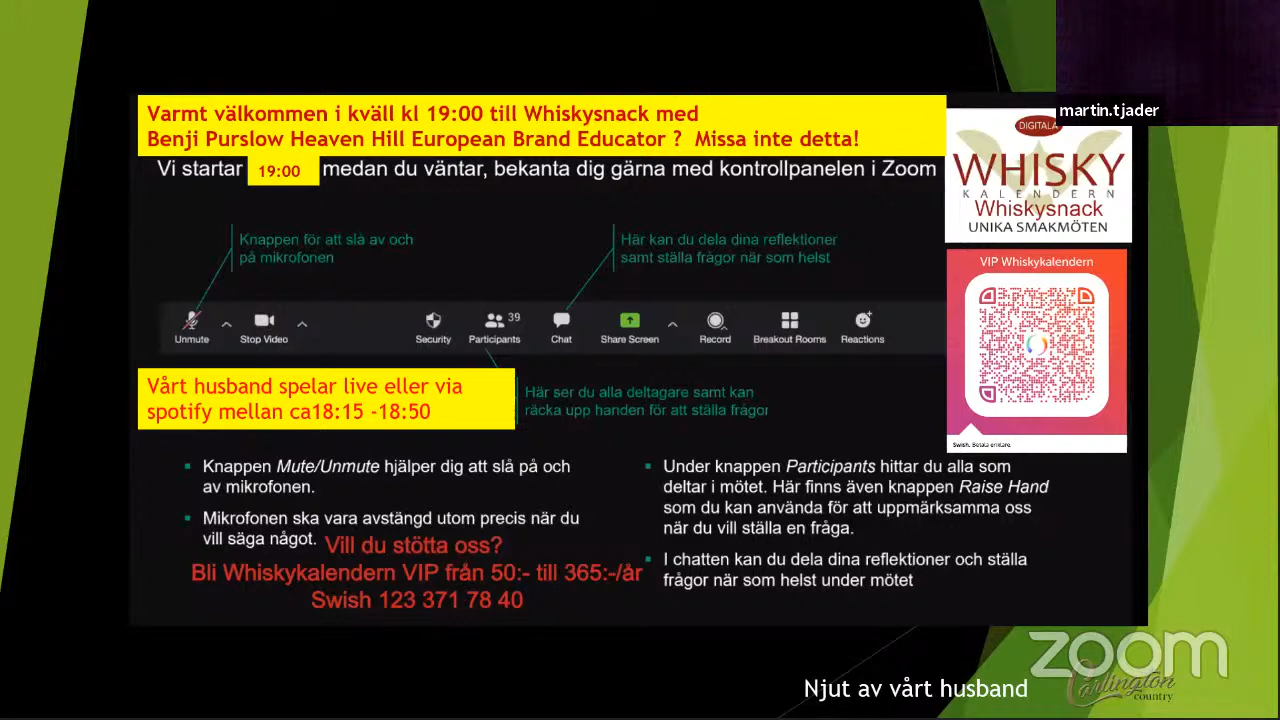 Varmt välkommen i kväll kl 19:00 till Whiskysnack med
Benji Purslow Heaven Hill European Brand Educator ?  Missa inte detta!
martin.tjader
Vi startar 19:00 medan du väntar, bekanta dig gärna med kontrollpanelen i Zoom
DIGITALA
WHISKY
KALENDERN
Whiskysnack
UNIKA SMAKMÖTEN
Knappen för att slå av och
på mikrofonen
Här kan du dela dina reflektioner
samt ställa frågor när som helst
VIP Whiskykalendern
Unmute
Stop Video
Security
39
Participants
Chat
Share Screen
Record
Breakout Rooms
Reactions
Vårt husband spelar live eller via
spotify mellan ca18:15 -18:50
Här ser du alla deltagare samt kan
räcka upp handen för att ställa frågor
Swish. Betala enklare.
Knappen Mute/Unmute hjälper dig att slå på och
av mikrofonen.
Mikrofonen ska vara avstängd utom precis när du
vill säga något.
Vill du stötta oss?
Bli Whiskykalendern VIP från 50:- till 365:-/år
Swish 123 371 78 40
Under knappen Participants hittar du alla som
deltar i mötet. Här finns även knappen Raise Hand
som du kan använda för att uppmärksamma oss
när du vill ställa en fråga.
I chatten kan du dela dina reflektioner och ställa
frågor när som helst under mötet
zoom
Njut av vårt husband
Carlington
country